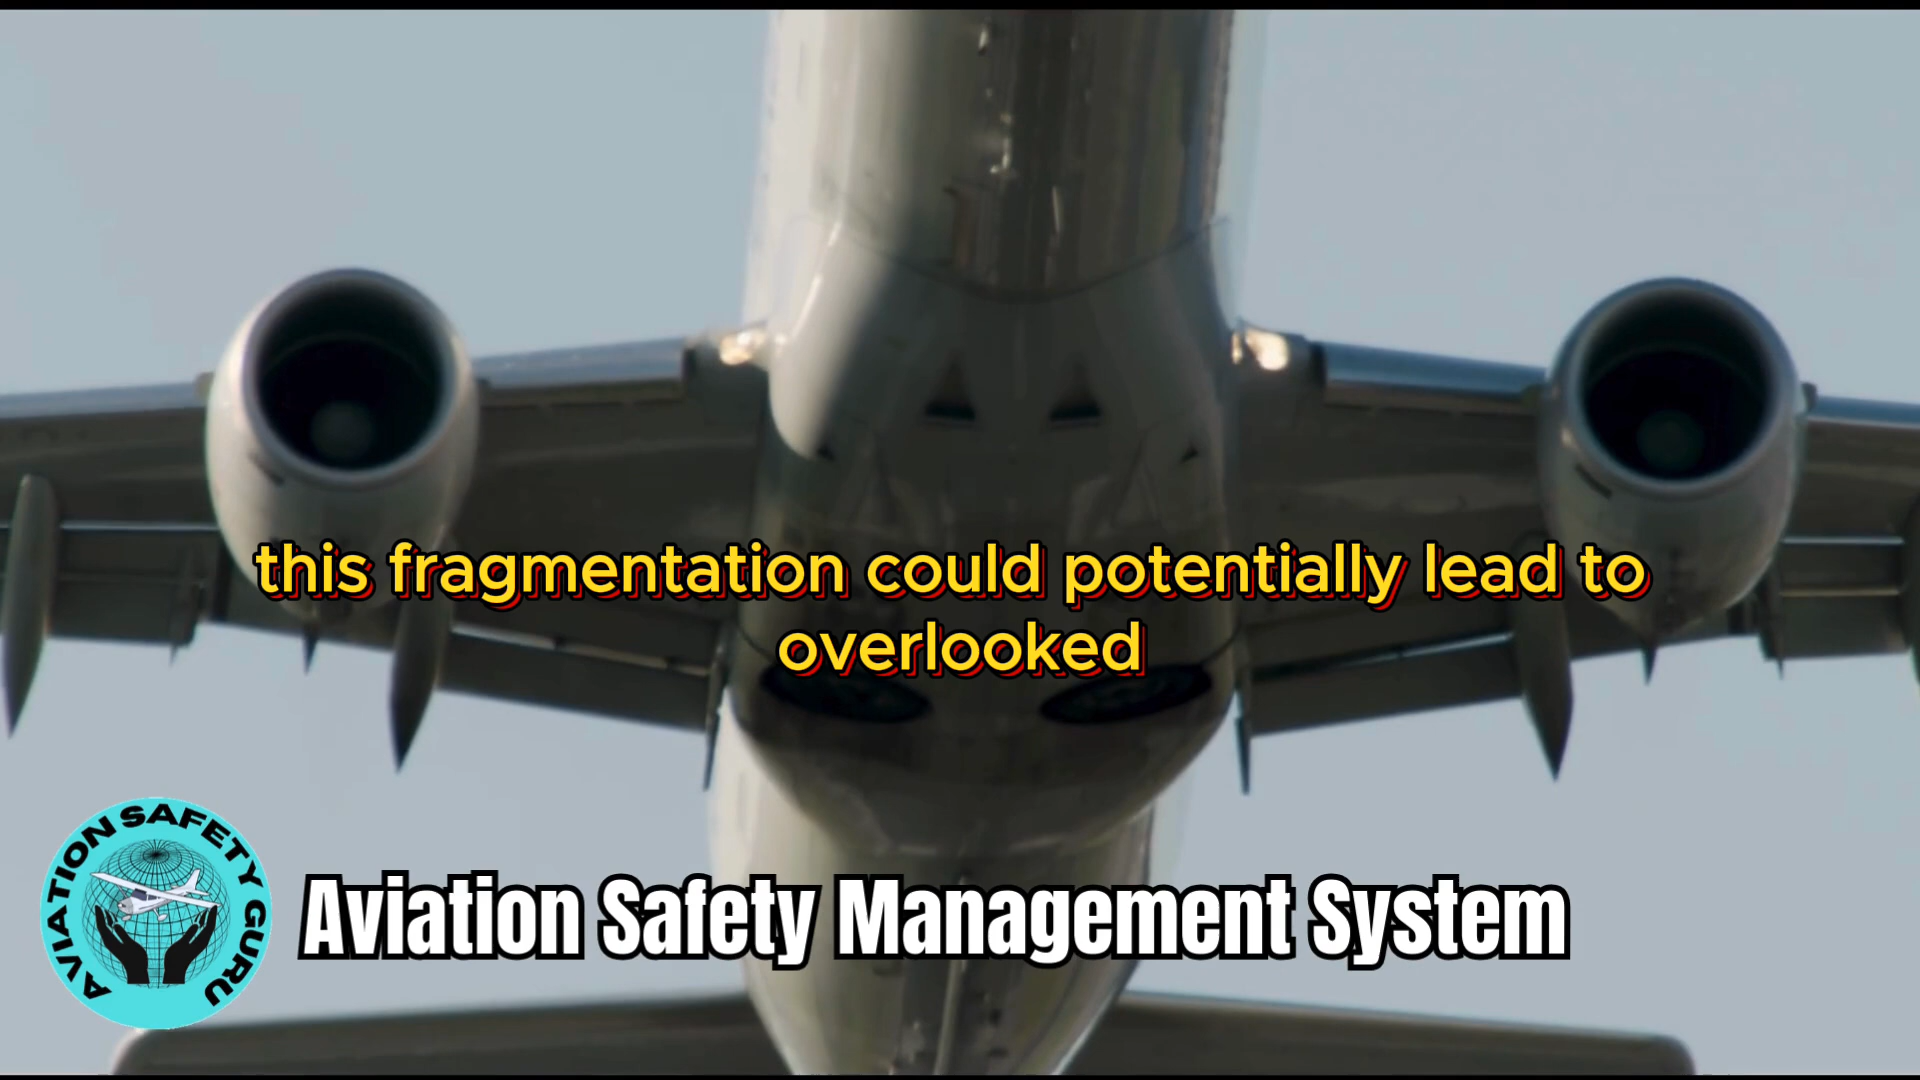 this fragmentation could potentially lead to
overlooked
AVIATION SAFETY GURU
Aviation Safety Management System